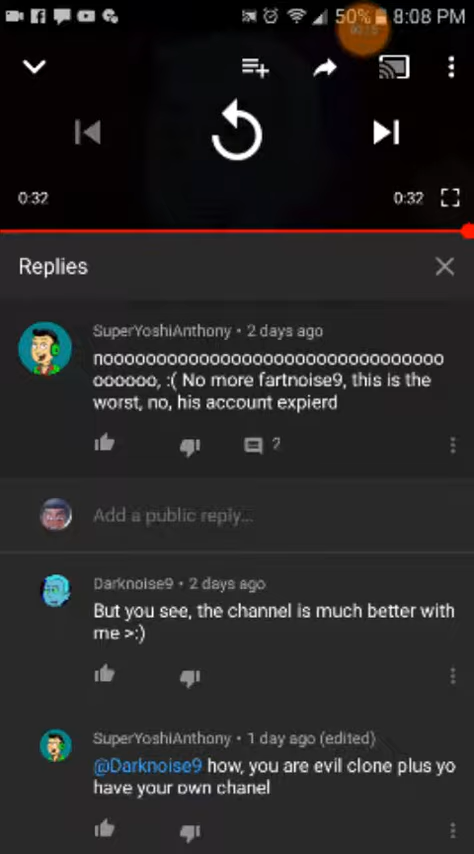 50% 8:08 PM
00:15
0:32 0:32
Replies
SuperYoshiAnthony • 2 days ago
nooooooooooooooooooooooooooooooooo
oooooo, :( No more fartnoise9, this is the
worst, no, his account expierd
2
Add a public reply...
Darknoise9 • 2 days ago
But you see, the channel is much better with
me >:)
SuperYoshiAnthony • 1 day ago (edited)
@Darknoise9 how, you are evil clone plus yo
have your own chanel